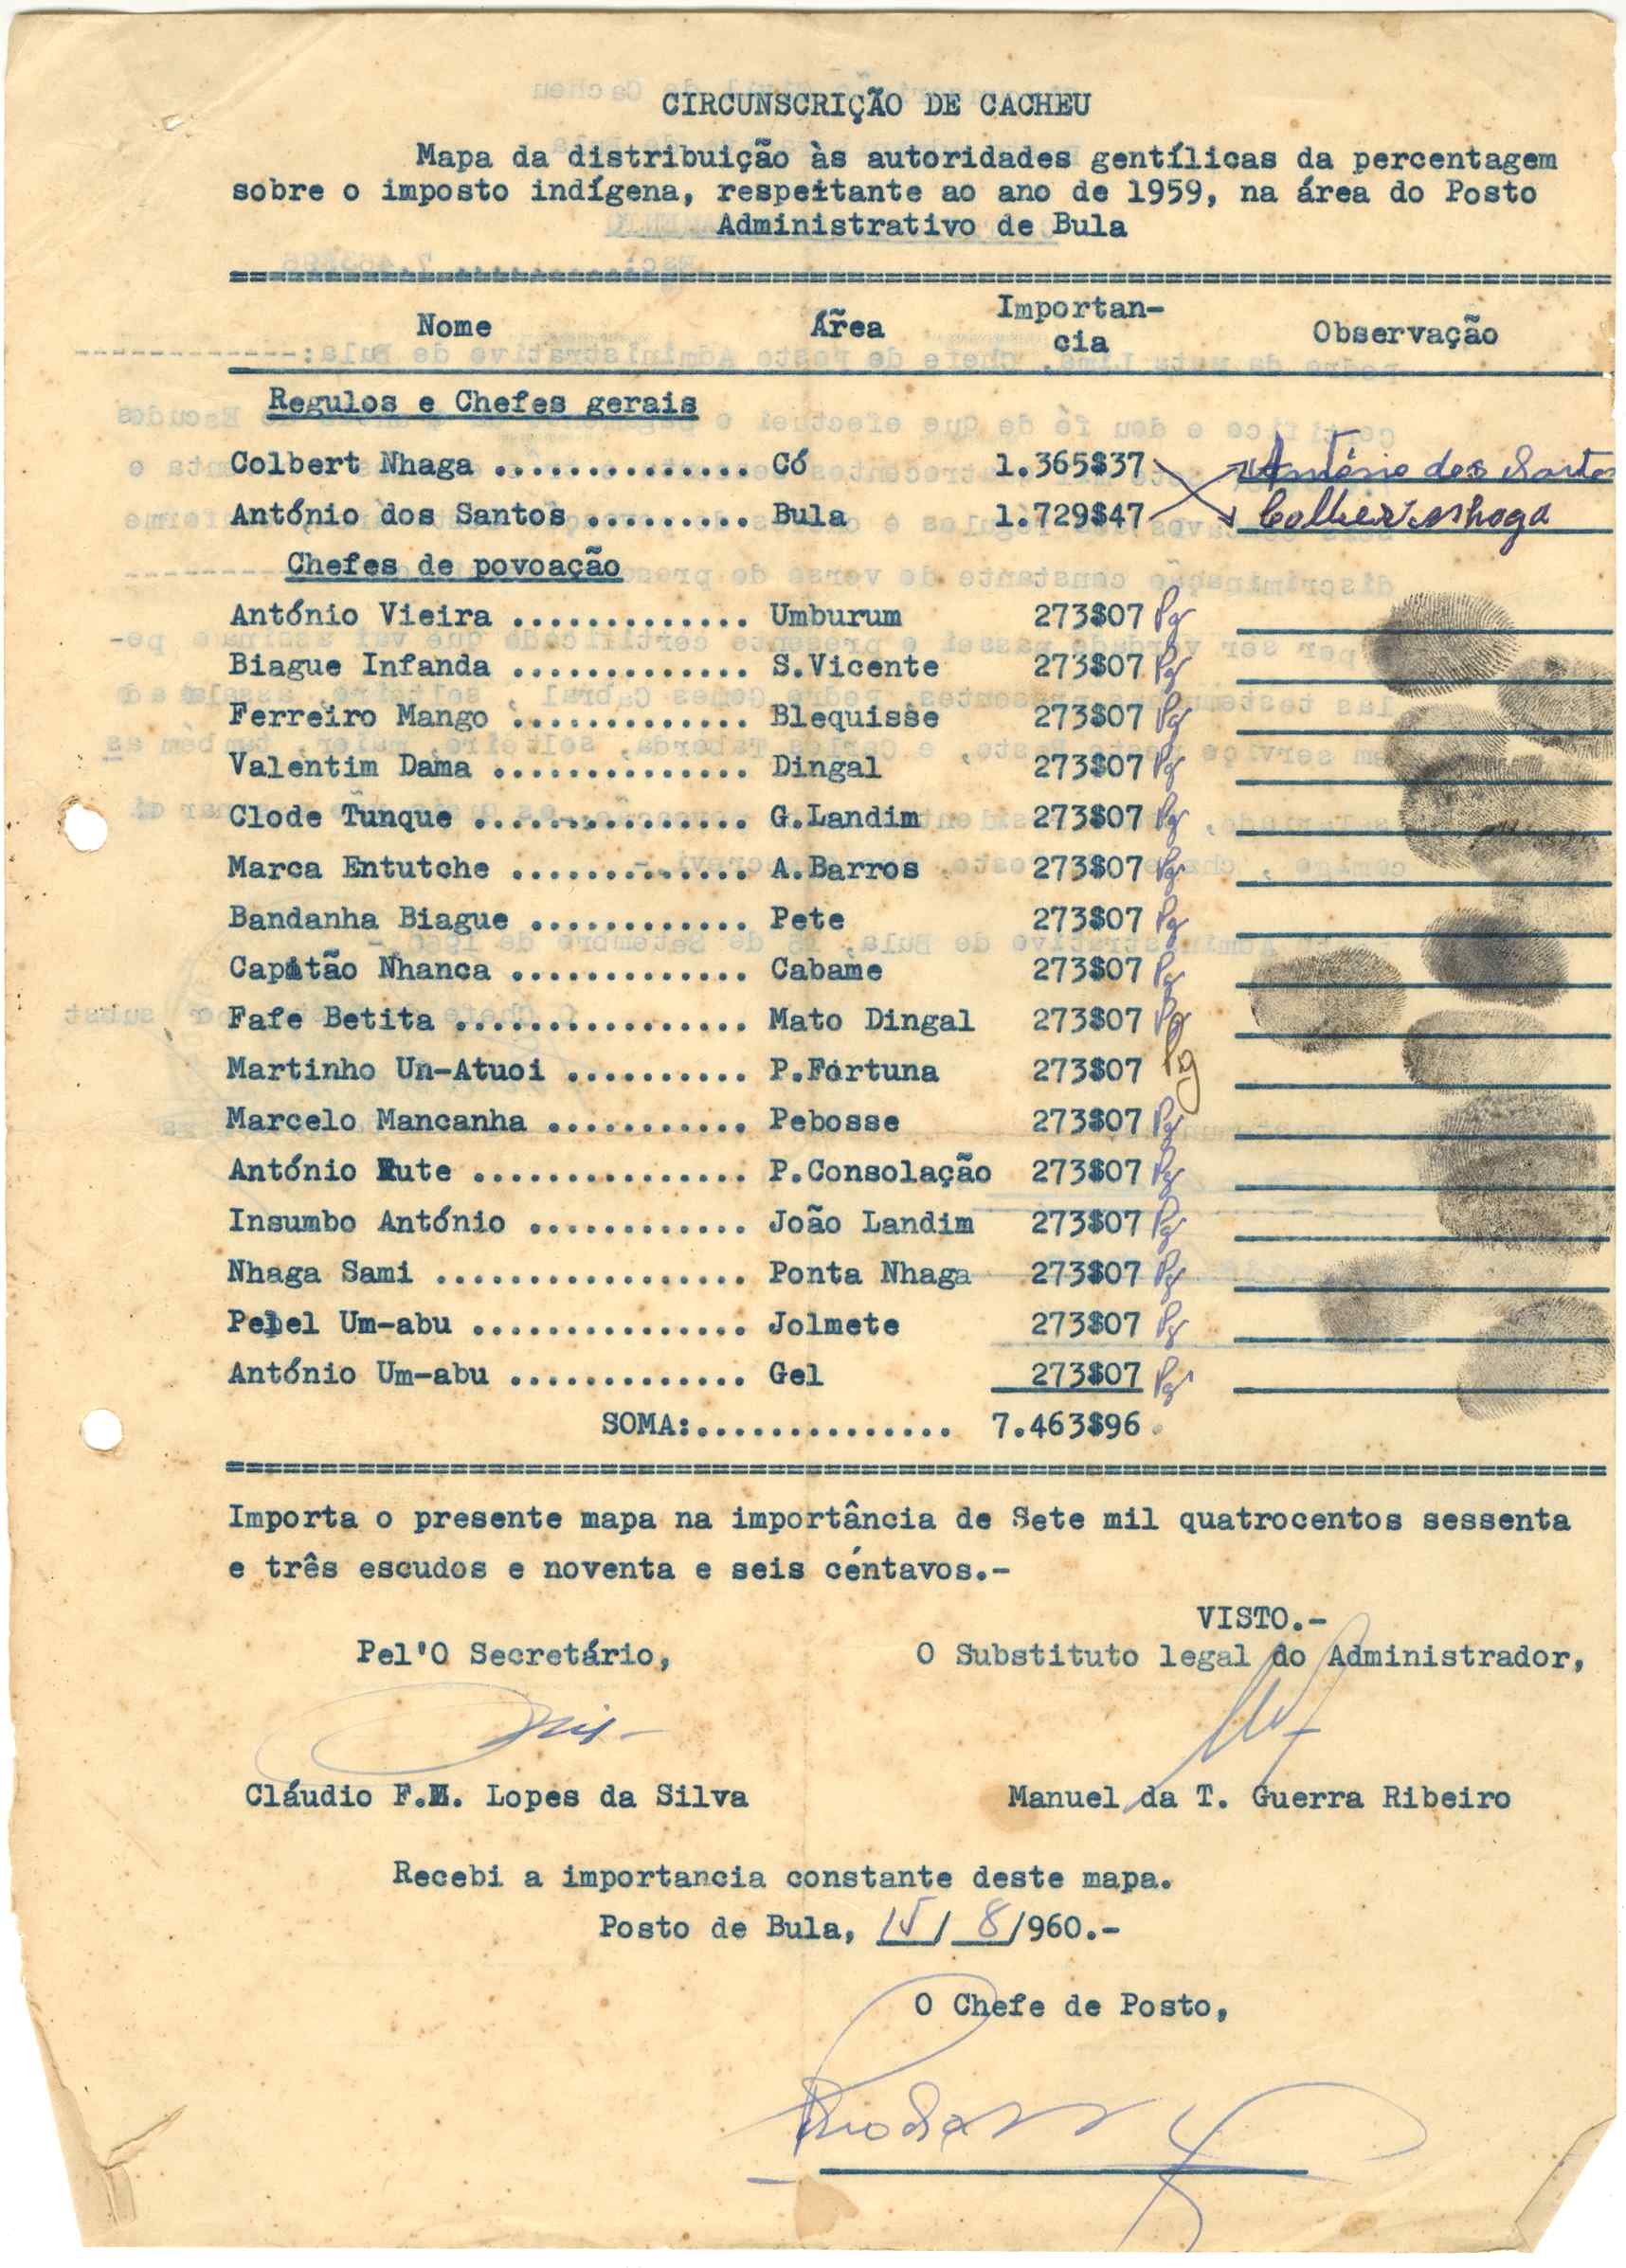 CIRCUNSCRIÇÃO DE CACHEU
Mapa da distribuição às autoridades gentílicas da percentagem
sobre o imposto indígena, respeitante ao ano de 1959, na área do Posto
Administrativo de Bula
Nome Área Importan-
cia Observação
Regulos e Chefes gerais
Colbert Nhaga .............. Có 1.365$37 António dos Santos
António dos Santos ......... Bula 1.729$47 Colbert Nhaga
Chefes de povoação
António Vieira ............. Umburum 273$07 Pg
Biague Infanda ............. S.Vicente 273$07 Pg
Ferreiro Mango ............. Blequisse 273$07 Pg
Valentim Dama .............. Dingal 273$07 Pg
Clode Tunque ............... G.Landim 273$07 Pg
Marca Entutche ............. A.Barros 273$07 Pg
Bandanha Biague ............ Pete 273$07 Pg
Capitão Nhanca ............. Cabame 273$07 Pg
Fafe Betita ................ Mato Dingal 273$07 Pg
Martinho Un-Atuoi .......... P.Fortuna 273$07 Pg
Marcelo Mancanha ........... Pebosse 273$07 Pg
António Rute ............... P.Consolação 273$07 Pg
Insumbo António ............ João Landim 273$07 Pg
Nhaga Sami ................. Ponta Nhaga 273$07 Pg
Pebel Um-abu ............... Jolmete 273$07 Pg
António Um-abu ............. Gel 273$07 Pg
SOMA:.............. 7.463$96
Importa o presente mapa na importância de Sete mil quatrocentos sessenta
e três escudos e noventa e seis céntavos.-
VISTO.-
Pel'O Secretário, O Substituto legal do Administrador,
Cláudio F.M. Lopes da Silva Manuel da T. Guerra Ribeiro
Recebi a importancia constante deste mapa.
Posto de Bula, 15/ 8/960.-
O Chefe de Posto,